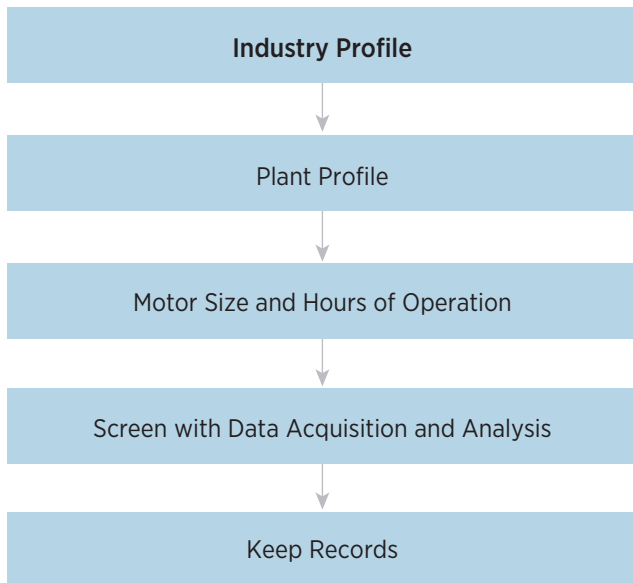 Industry Profile
Plant Profile
Motor Size and Hours of Operation
Screen with Data Acquisition and Analysis
Keep Records